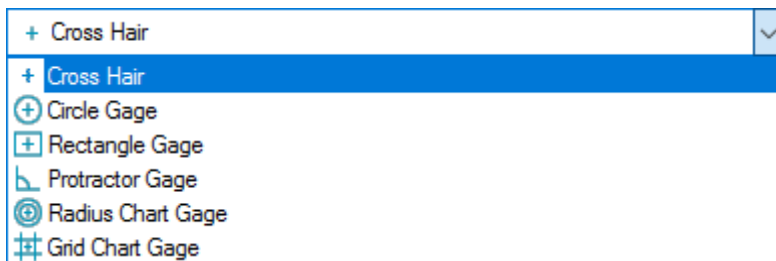 Cross Hair
Cross Hair
Circle Gage
Rectangle Gage
Protractor Gage
Radius Chart Gage
Grid Chart Gage